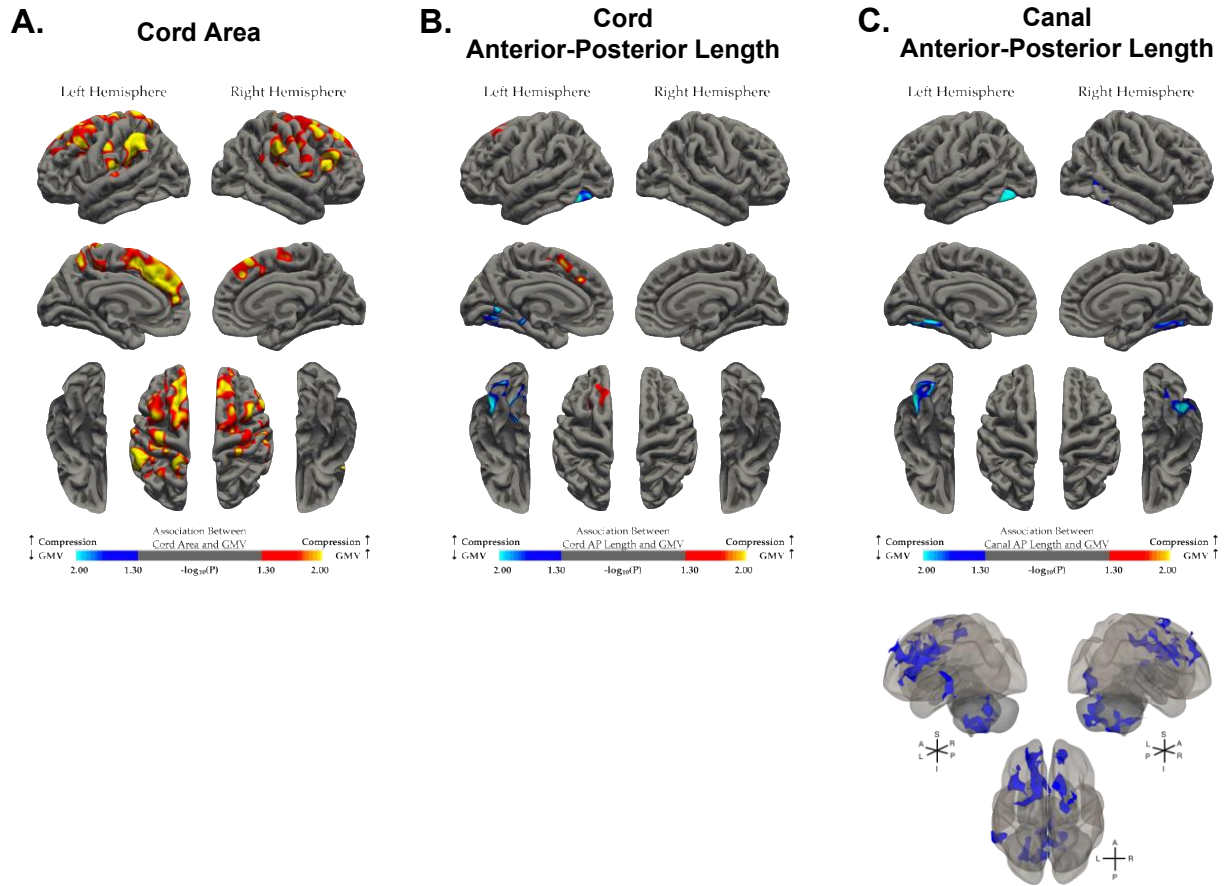 A.
Cord Area
Left Hemisphere
Right Hemisphere
↑ Compression
↓ GMV
Association Between
Cord Area and GMV
Compression ↑
GMV ↑
2.00
1.30
-log₁₀(P)
1.30
2.00
B.
Cord
Anterior-Posterior Length
Left Hemisphere
Right Hemisphere
↑ Compression
↓ GMV
Association Between
Cord AP Length and GMV
Compression ↑
GMV ↑
2.00
1.30
-log₁₀(P)
1.30
2.00
C.
Canal
Anterior-Posterior Length
Left Hemisphere
Right Hemisphere
↑ Compression
↓ GMV
Association Between
Canal AP Length and GMV
Compression ↑
GMV ↑
2.00
1.30
-log₁₀(P)
1.30
2.00
S
A R
L P
I
S
L A
P R
I
A
L R
P